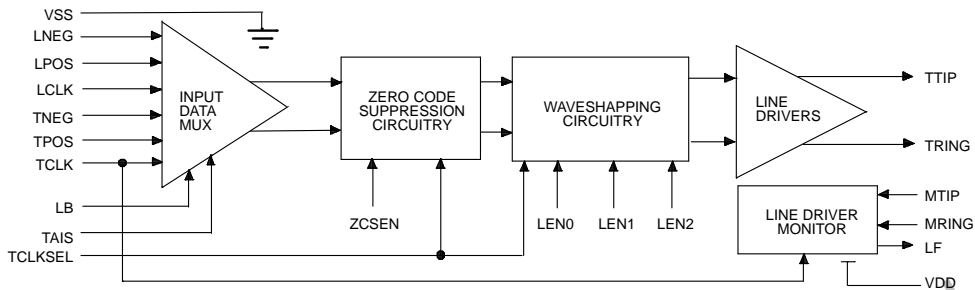 VSS
LNEG
LPOS
LCLK
TNEG
TPOS
TCLK
LB
TAIS
TCLKSEL
INPUT
DATA
MUX
ZERO CODE
SUPPRESSION
CIRCUITRY
ZCSEN
WAVESHAPPING
CIRCUITRY
LEN0
LEN1
LEN2
LINE
DRIVERS
TTIP
TRING
LINE DRIVER
MONITOR
MTIP
MRING
LF
VDD